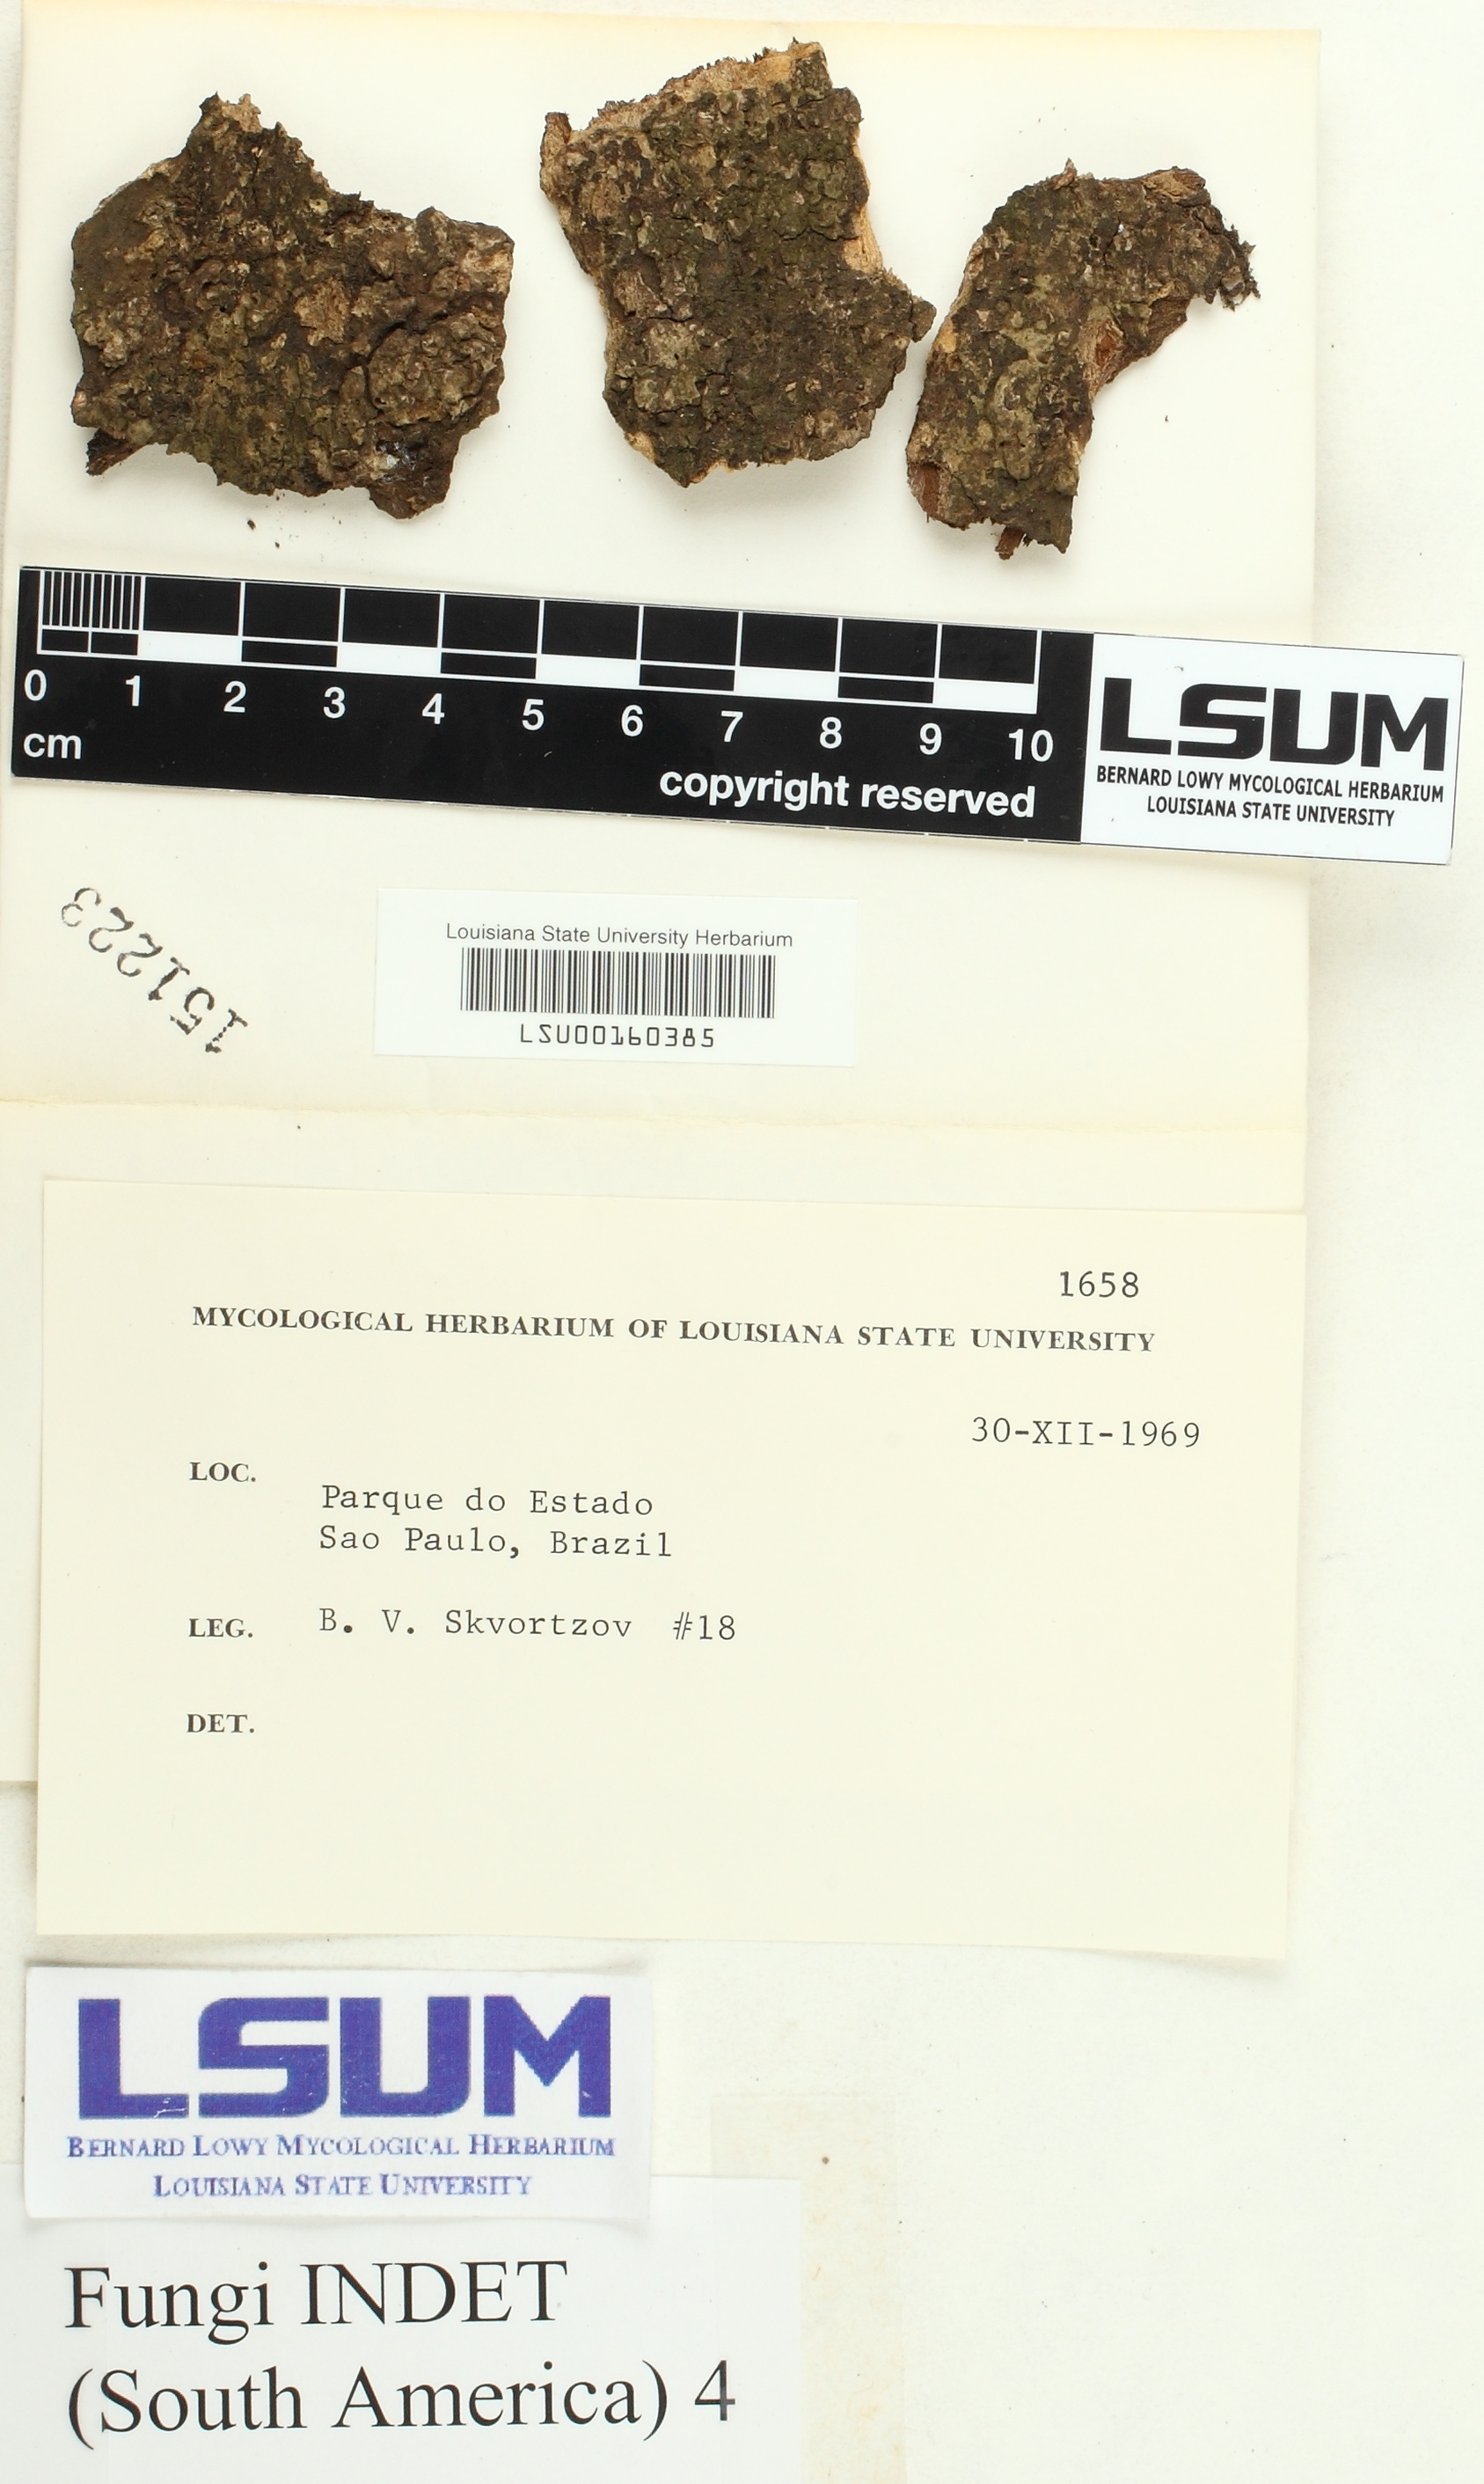 0 1 2 3 4 5 6 7 8 9 10
cm
copyright reserved
LSUM
BERNARD LOWY MYCOLOGICAL HERBARIUM
LOUISIANA STATE UNIVERSITY
151223
Louisiana State University Herbarium
LSU00160385
1658
MYCOLOGICAL HERBARIUM OF LOUISIANA STATE UNIVERSITY
30-XII-1969
LOC.
Parque do Estado
Sao Paulo, Brazil
LEG. B. V. Skvortzov #18
DET.
LSUM
BERNARD LOWY MYCOLOGICAL HERBARIUM
LOUISIANA STATE UNIVERSITY
Fungi INDET
(South America) 4